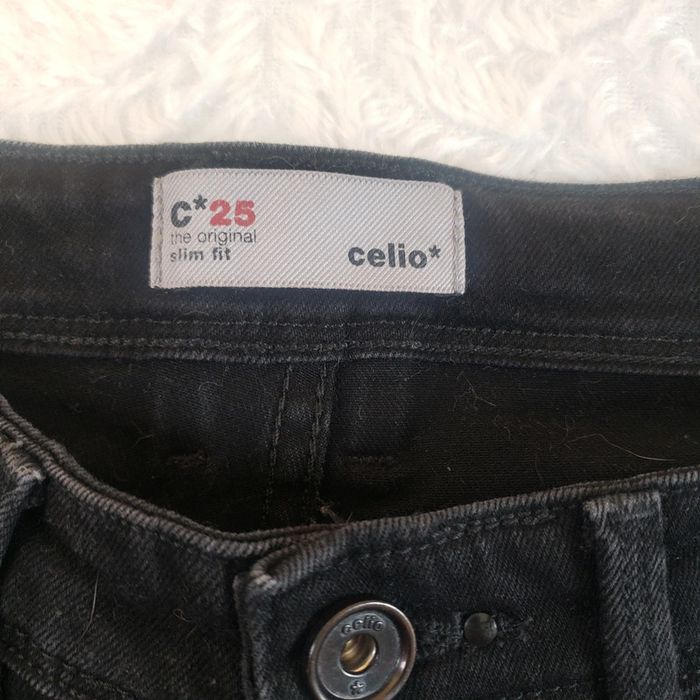 C*25
the original
slim fit
celio*
celio
*